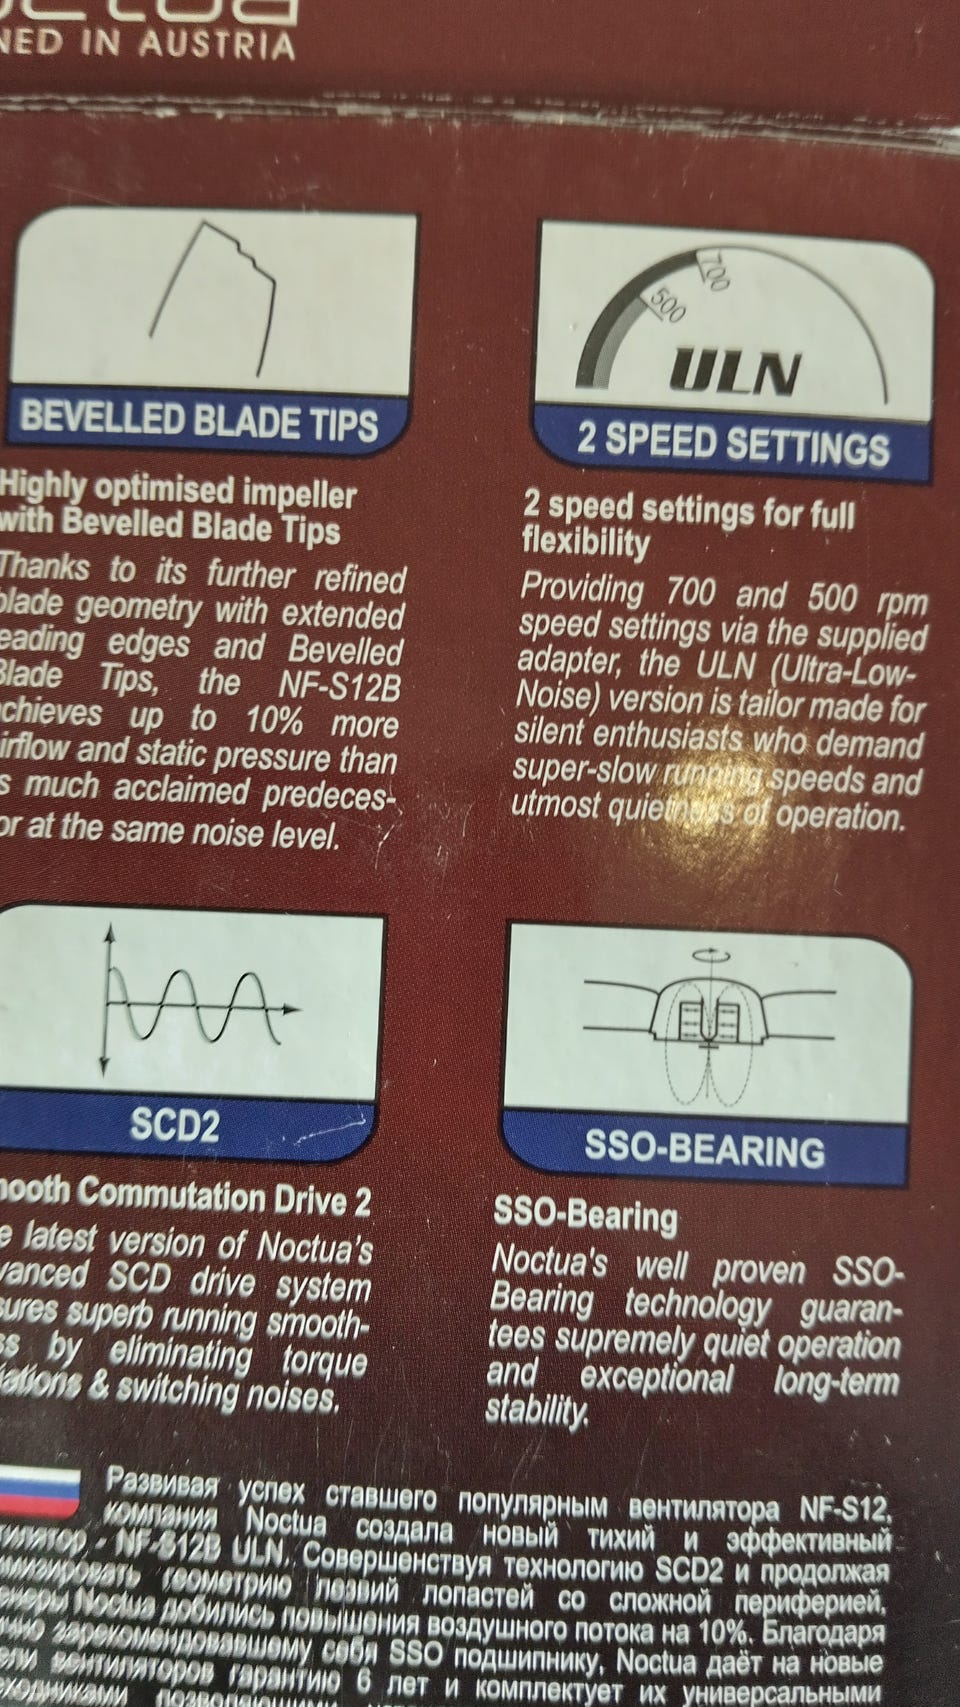 NED IN AUSTRIA
BEVELLED BLADE TIPS
Highly optimised impeller
with Bevelled Blade Tips
Thanks to its further refined
blade geometry with extended
leading edges and Bevelled
Blade Tips, the NF-S12B
achieves up to 10% more
airflow and static pressure than
its much acclaimed predeces-
sor at the same noise level.
700
500
ULN
2 SPEED SETTINGS
2 speed settings for full
flexibility
Providing 700 and 500 rpm
speed settings via the supplied
adapter, the ULN (Ultra-Low-
Noise) version is tailor made for
silent enthusiasts who demand
super-slow running speeds and
utmost quietness of operation.
SCD2
mooth Commutation Drive 2
e latest version of Noctua's
vanced SCD drive system
sures superb running smooth-
ss by eliminating torque
iations & switching noises.
SSO-BEARING
SSO-Bearing
Noctua's well proven SSO-
Bearing technology guaran-
tees supremely quiet operation
and exceptional long-term
stability.
Развивая успех ставшего популярным вентилятора NF-S12,
компания Noctua создала новый тихий и эффективный
NF-S12B ULN. Совершенствуя технологию SCD2 и продолжая
геометрию лезвий лопастей со сложной периферией,
Noctua добились повышения воздушного потока на 10%. Благодаря
зарекомендовавшему себя SSO подшипнику, Noctua даёт на новые
вентиляторов гарантию 6 лет и комплектует их универсальными